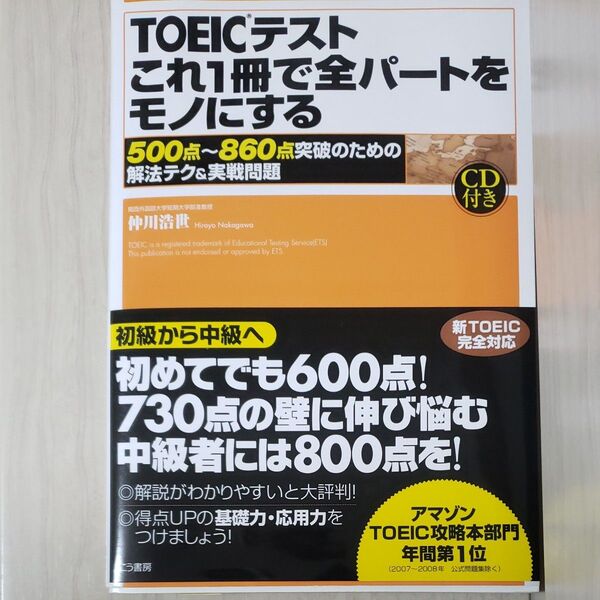 TOEIC®テスト
これ1冊で全パートを
モノにする
500点～860点突破のための
解法テク&実戦問題
CD
付き
関西外国語大学短期大学部准教授
仲川浩世 Hiroyo Nakagawa
TOEIC is a registered trademark of Educational Testing Service(ETS)
This publication is not endorsed or approved by ETS.
初級から中級へ
新TOEIC
完全対応
初めてでも600点!
730点の壁に伸び悩む
中級者には800点を!
◎解説がわかりやすいと大評判!
◎得点UPの基礎力・応用力を
つけましょう!
アマゾン
TOEIC攻略本部門
年間第1位
(2007～2008年 公式問題集除く)
こう書房